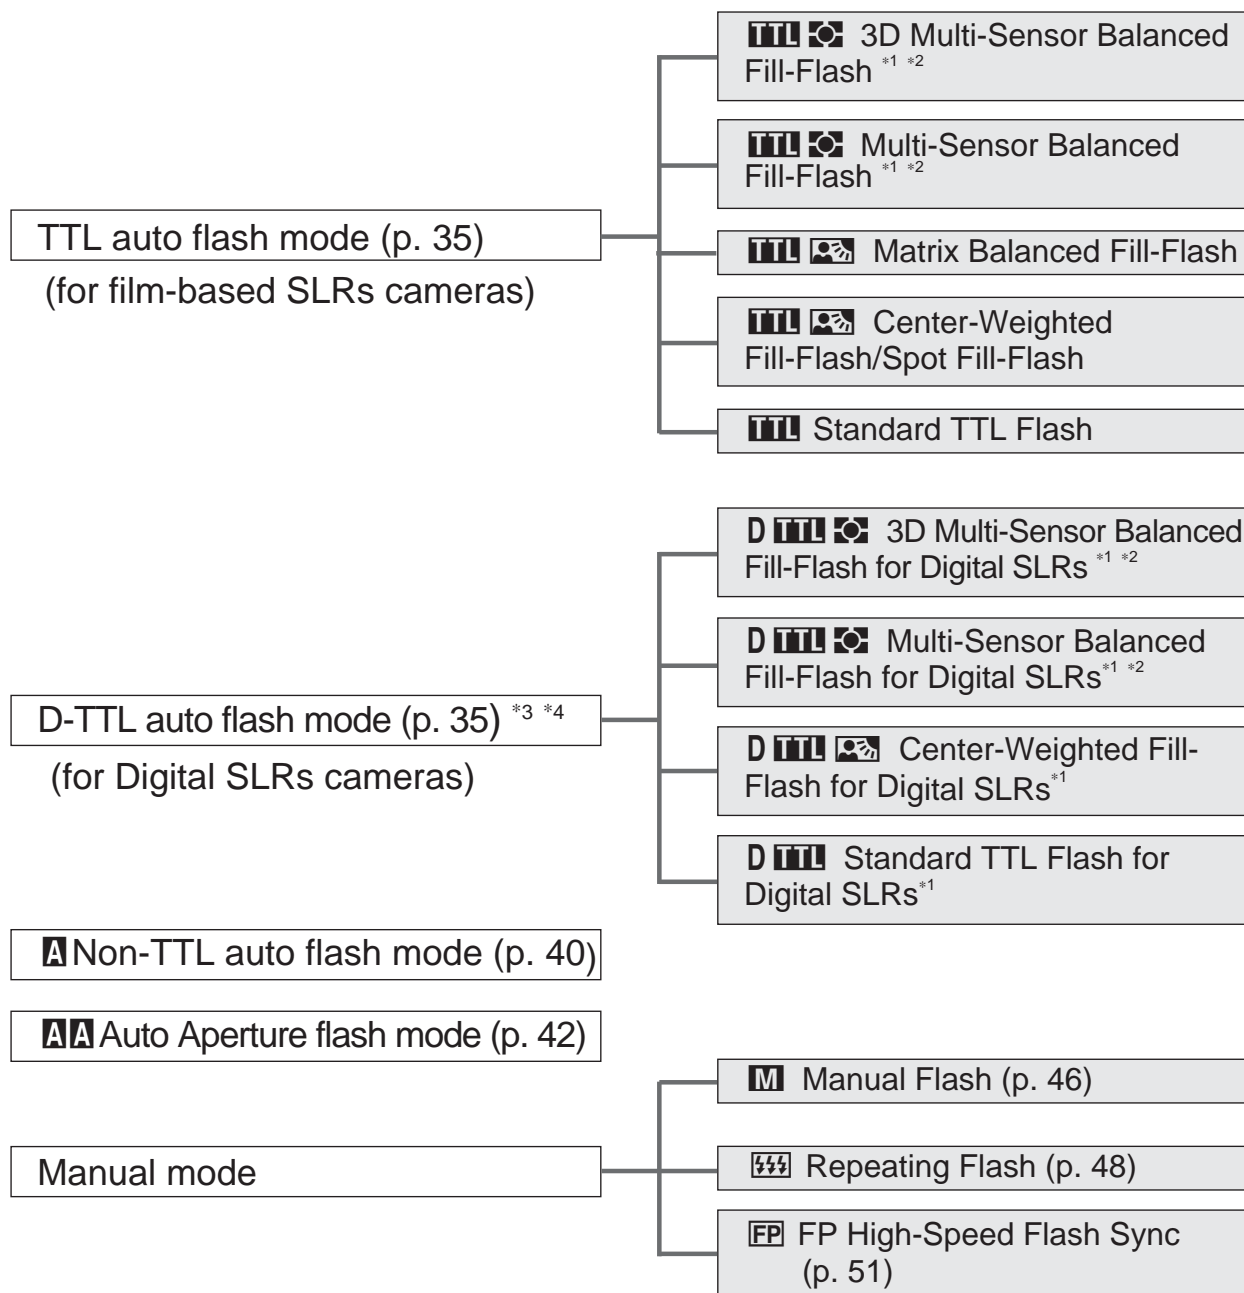 TTL 3D Multi-Sensor Balanced
Fill-Flash *1 *2
TTL Multi-Sensor Balanced
Fill-Flash *1 *2
TTL auto flash mode (p. 35)
(for film-based SLRs cameras)
TTL Matrix Balanced Fill-Flash
TTL Center-Weighted
Fill-Flash/Spot Fill-Flash
TTL Standard TTL Flash
D TTL 3D Multi-Sensor Balanced
Fill-Flash for Digital SLRs *1 *2
D TTL Multi-Sensor Balanced
Fill-Flash for Digital SLRs*1 *2
D-TTL auto flash mode (p. 35) *3 *4
(for Digital SLRs cameras)
D TTL Center-Weighted Fill-
Flash for Digital SLRs*1
D TTL Standard TTL Flash for
Digital SLRs*1
A Non-TTL auto flash mode (p. 40)
AA Auto Aperture flash mode (p. 42)
Manual mode
M Manual Flash (p. 46)
Repeating Flash (p. 48)
FP FP High-Speed Flash Sync
(p. 51)